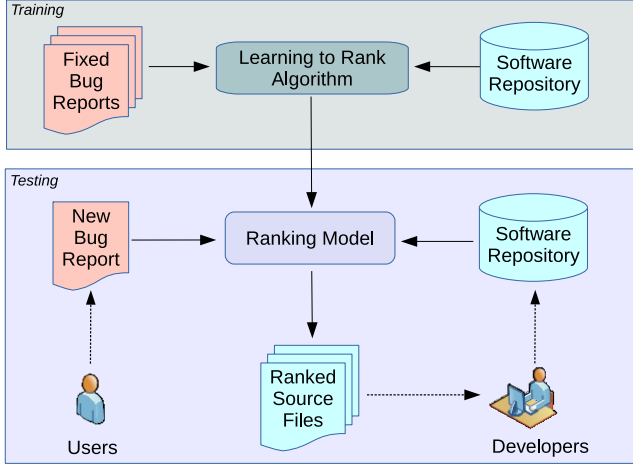 Training
Fixed
Bug
Reports
Learning to Rank
Algorithm
Software
Repository
Testing
New
Bug
Report
Ranking Model
Software
Repository
Ranked
Source
Files
Users
Developers